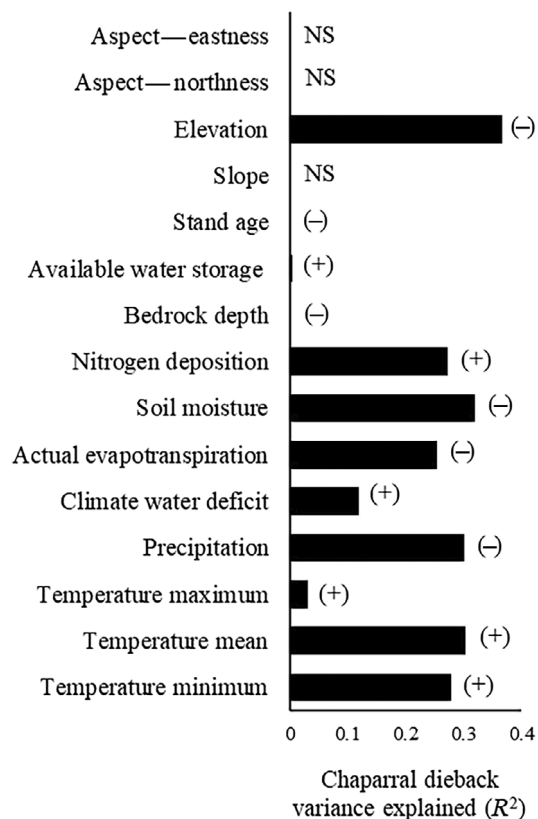 Aspect—eastness NS
Aspect—northness NS
Elevation (–)
Slope NS
Stand age (–)
Available water storage (+)
Bedrock depth (–)
Nitrogen deposition (+)
Soil moisture (–)
Actual evapotranspiration (–)
Climate water deficit (+)
Precipitation (–)
Temperature maximum (+)
Temperature mean (+)
Temperature minimum (+)
0 0.1 0.2 0.3 0.4
Chaparral dieback
variance explained (R²)